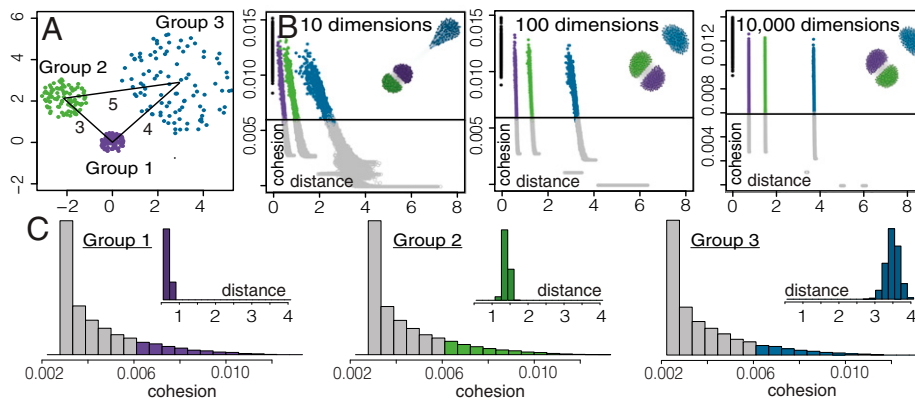 A
Group 3
Group 2
5
3
4
Group 1
6
4
2
0
−2
−2
0
2
4
B
10 dimensions
0.015
0.005
cohesion
distance
0
2
4
6
8
100 dimensions
0.015
0.005
cohesion
distance
0
2
4
6
8
10,000 dimensions
0.012
0.008
0.004
cohesion
distance
0
2
4
6
8
C
Group 1
distance
1
2
3
4
0.002
0.006
0.010
cohesion
Group 2
distance
1
2
3
4
0.002
0.006
0.010
cohesion
Group 3
distance
1
2
3
4
0.002
0.006
0.010
cohesion